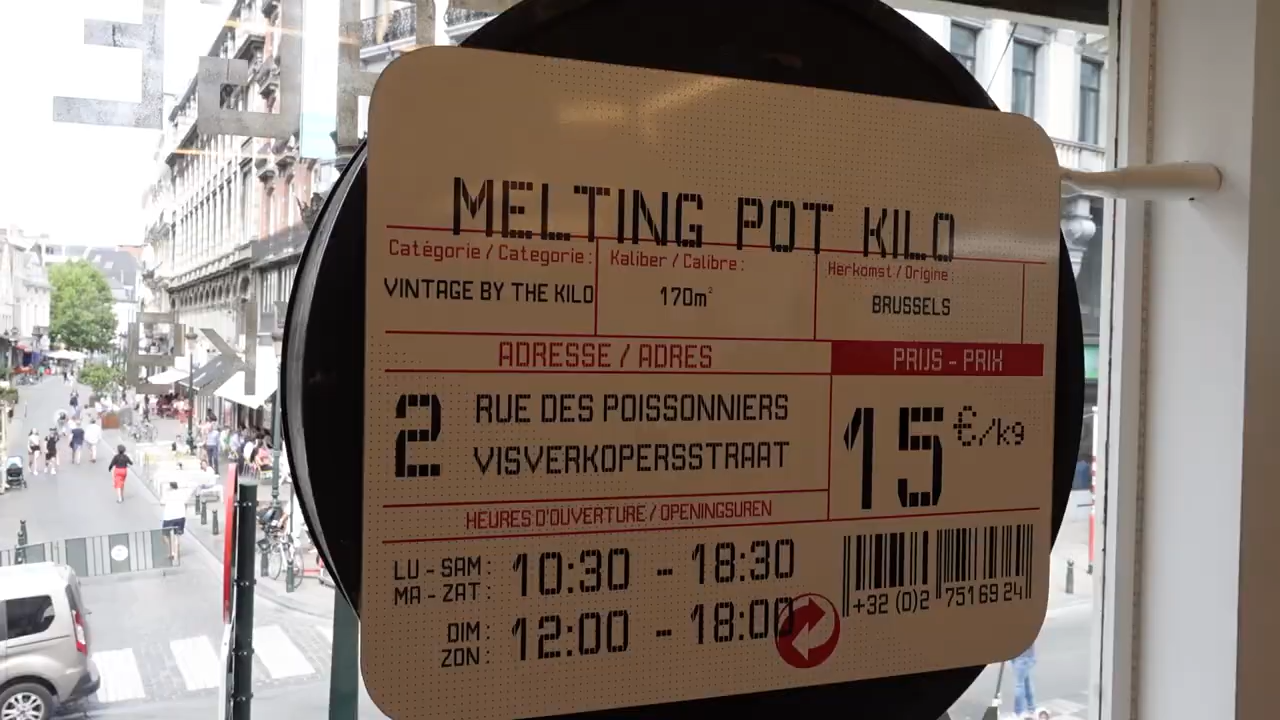 MELTING POT KILO
Catégorie / Categorie :
VINTAGE BY THE KILO
Kaliber / Calibre :
170m²
Herkomst / Origine :
BRUSSELS
ADRESSE / ADRES
2
RUE DES POISSONNIERS
VISVERKOPERSSTRAAT
PRIJS - PRIX
15 €/kg
HEURES D'OUVERTURE / OPENINGSUREN
LU - SAM : 10:30 - 18:30
MA - ZAT :
DIM : 12:00 - 18:00
ZON :
+32 (0)2 751 69 24